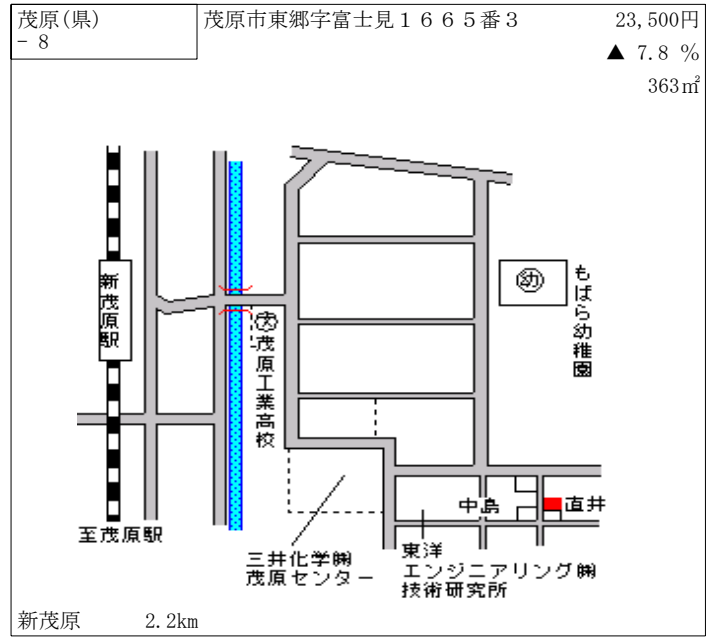 茂原(県)
- 8
茂原市東郷字富士見1665番3
23,500円
▲ 7.8 %
363㎡
新茂原駅
幼
もばら幼稚園
茂原工業高校
中島
直井
至茂原駅
三井化学㈱
茂原センター
東洋
エンジニアリング㈱
技術研究所
新茂原 2.2km